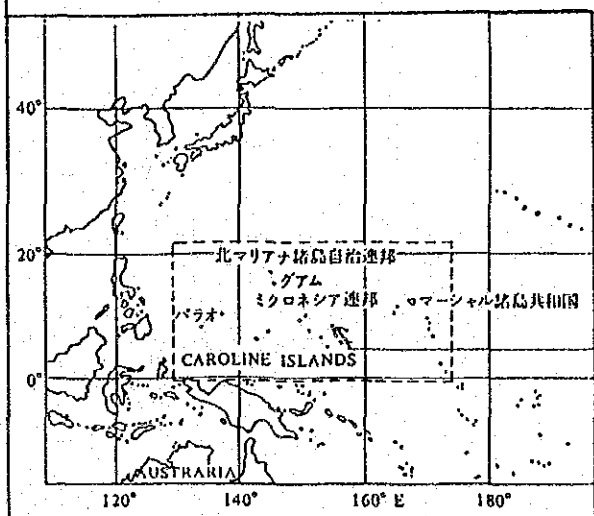 40°
20°
北マリアナ諸島自治連邦
グアム
ミクロネシア連邦
マーシャル諸島共和国
パラオ
CAROLINE ISLANDS
0°
AUSTRARIA
120°
140°
160° E
180°